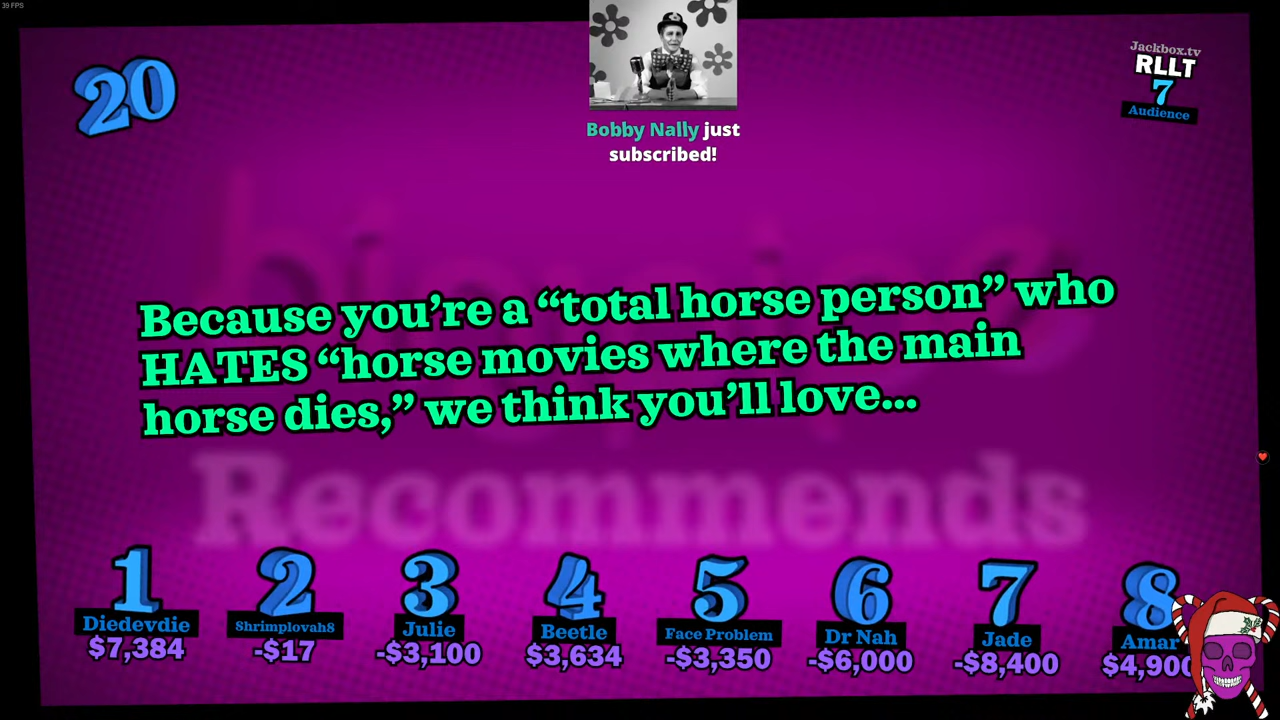 39 FPS
20
Jackbox.tv
RLLT
7
Audience
Bobby Nally just
subscribed!
Because you're a “total horse person” who
HATES “horse movies where the main
horse dies,” we think you'll love...
Recommends
1 2 3 4 5 6 7 8
Diedevdie Shrimplovah8 Julie Beetle Face Problem Dr Nah Jade Amar
$7,384 -$17 -$3,100 $3,634 -$3,350 -$6,000 -$8,400 $4,900